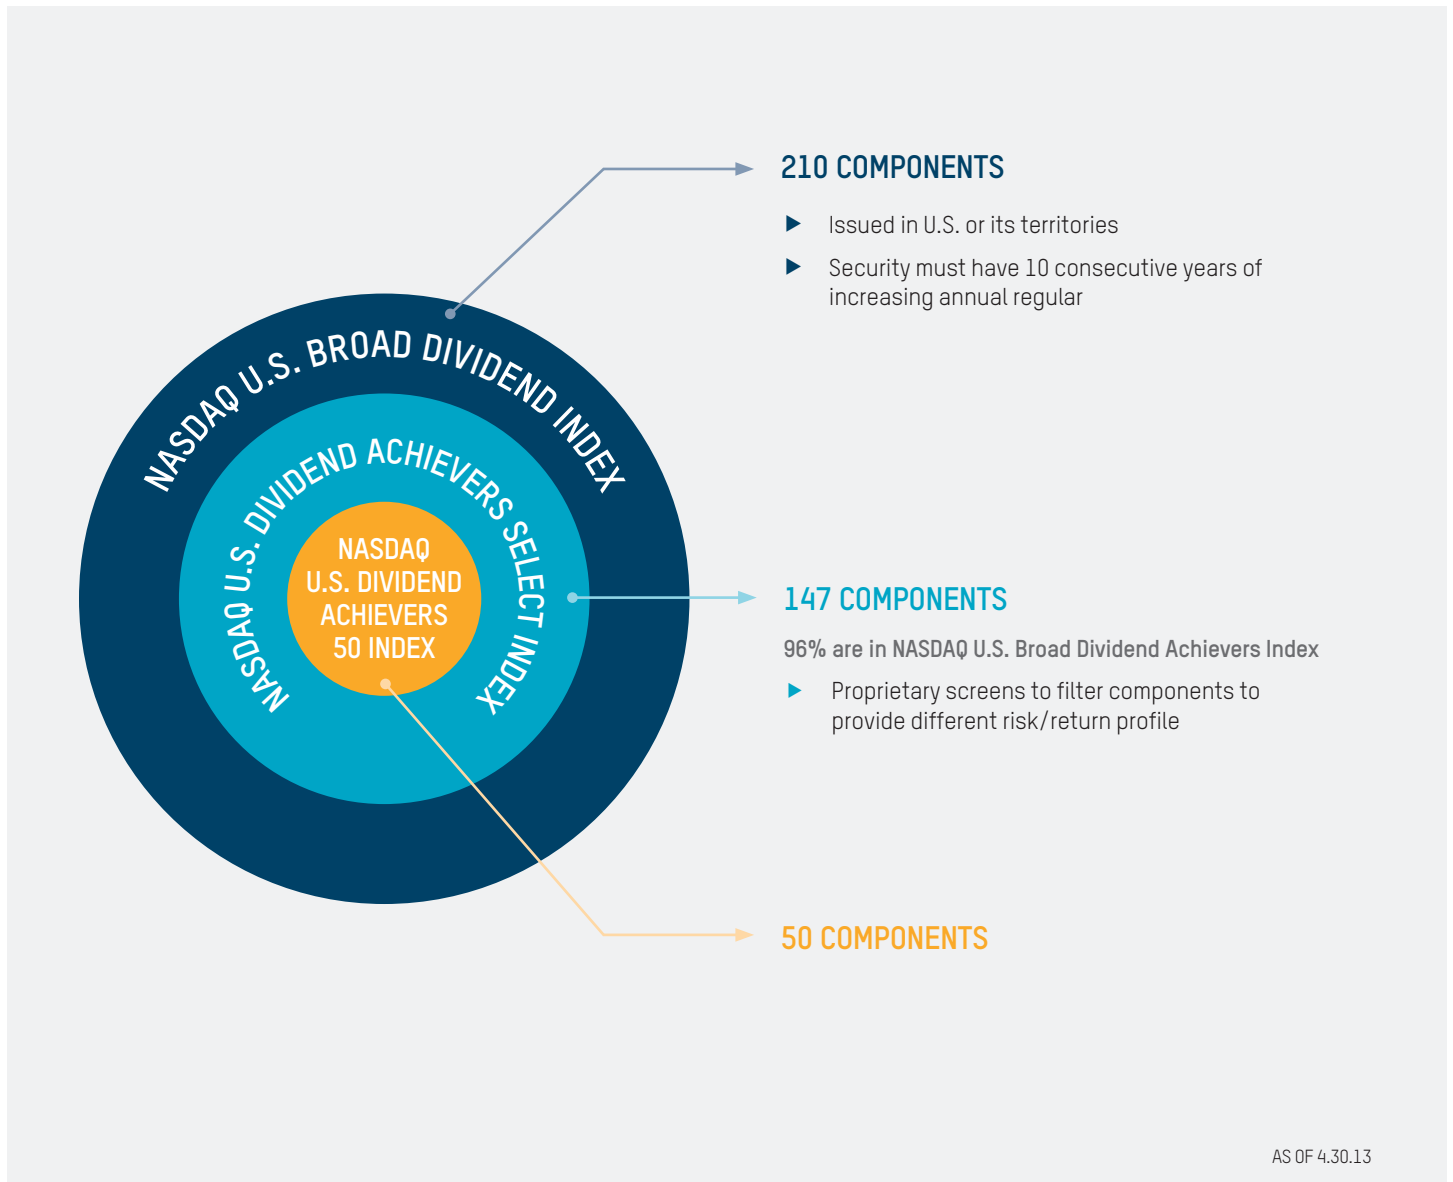 210 COMPONENTS
Issued in U.S. or its territories
Security must have 10 consecutive years of
increasing annual regular
NASDAQ U.S. BROAD DIVIDEND INDEX
NASDAQ U.S. DIVIDEND ACHIEVERS SELECT INDEX
NASDAQ
U.S. DIVIDEND
ACHIEVERS
50 INDEX
147 COMPONENTS
96% are in NASDAQ U.S. Broad Dividend Achievers Index
Proprietary screens to filter components to
provide different risk/return profile
50 COMPONENTS
AS OF 4.30.13